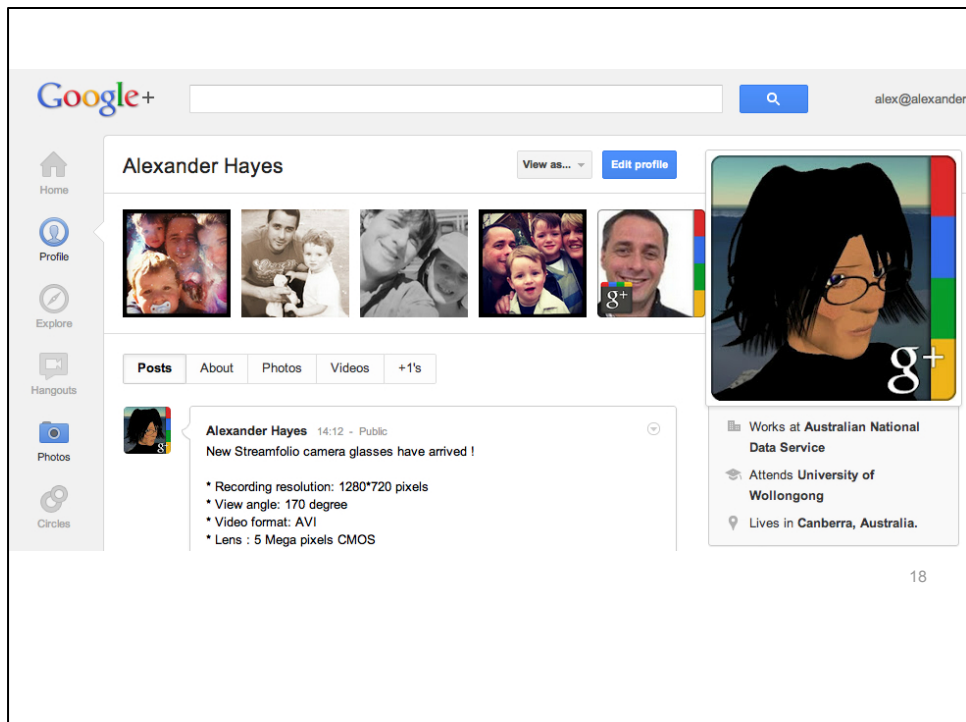 Google+
alex@alexander
Alexander Hayes
View as...
Edit profile
Home
Profile
Explore
Hangouts
Photos
Circles
g+
g+
Posts
About
Photos
Videos
+1's
g+
Alexander Hayes 14:12 - Public
New Streamfolio camera glasses have arrived !
* Recording resolution: 1280*720 pixels
* View angle: 170 degree
* Video format: AVI
* Lens : 5 Mega pixels CMOS
Works at Australian National
Data Service
Attends University of
Wollongong
Lives in Canberra, Australia.
18